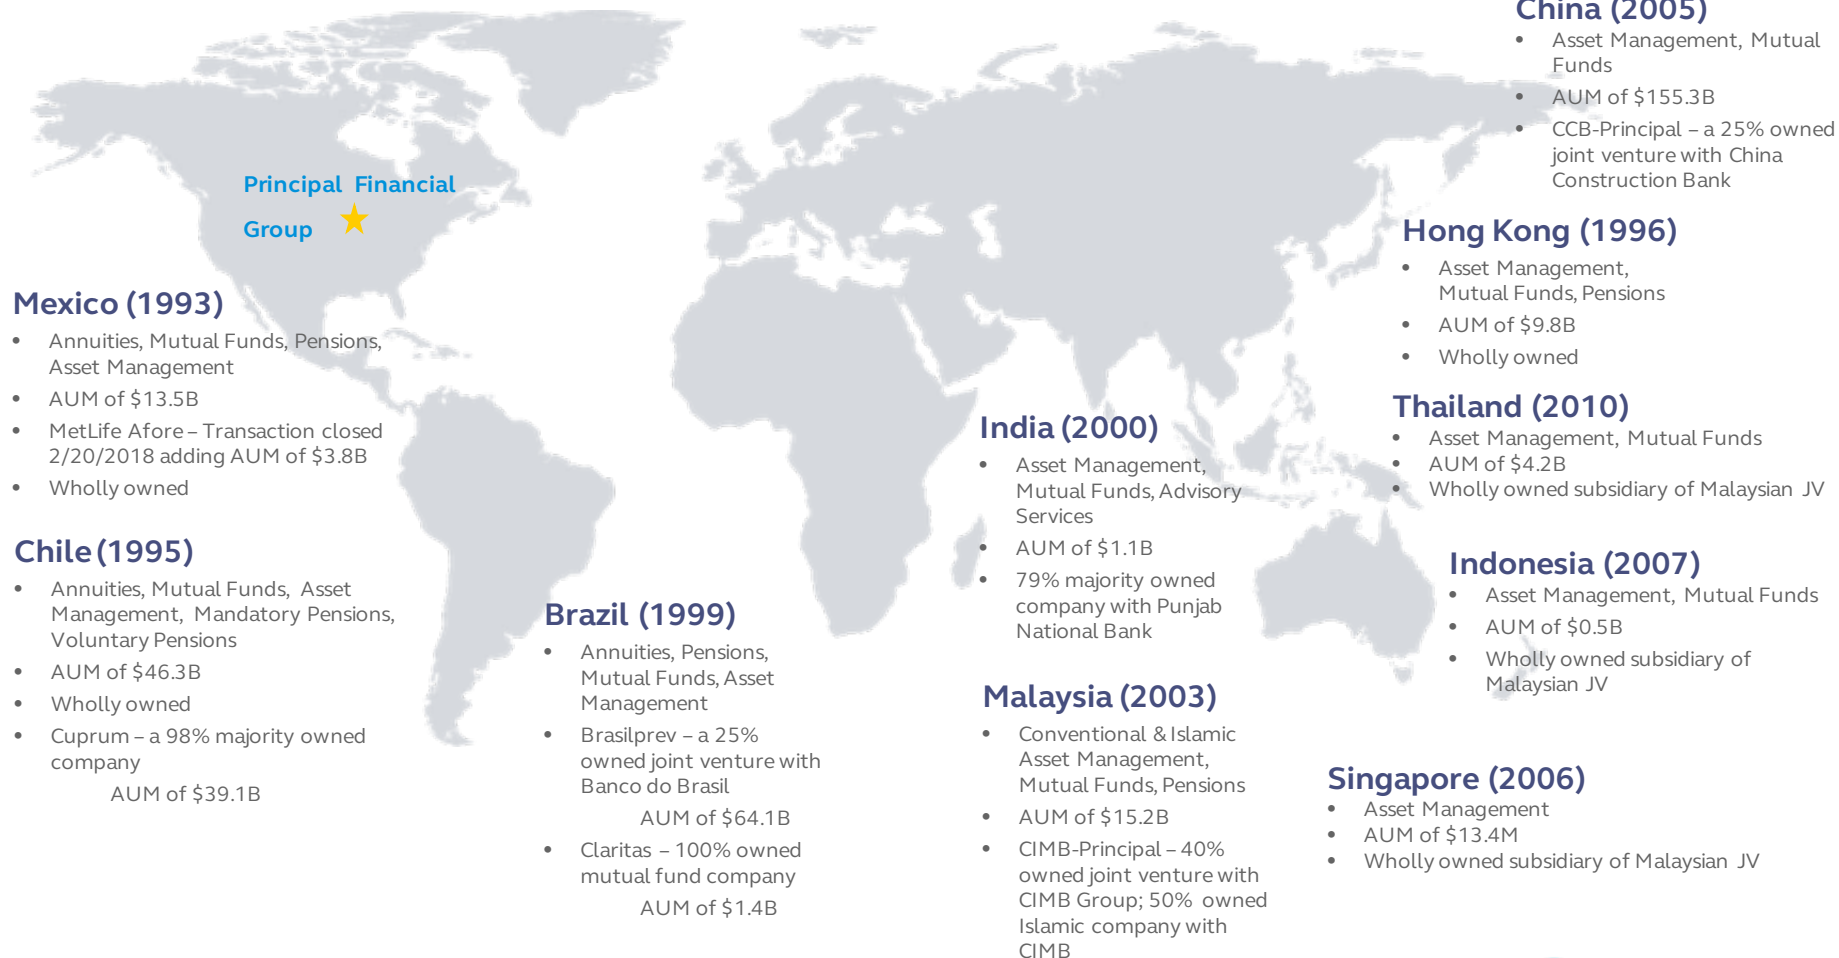 China (2005)
• Asset Management, Mutual
Funds
• AUM of $155.3B
• CCB-Principal – a 25% owned
joint venture with China
Construction Bank
Principal Financial
Group
Hong Kong (1996)
• Asset Management,
Mutual Funds, Pensions
• AUM of $9.8B
• Wholly owned
Mexico (1993)
• Annuities, Mutual Funds, Pensions,
Asset Management
• AUM of $13.5B
• MetLife Afore – Transaction closed
2/20/2018 adding AUM of $3.8B
• Wholly owned
Thailand (2010)
• Asset Management, Mutual Funds
• AUM of $4.2B
• Wholly owned subsidiary of Malaysian JV
India (2000)
• Asset Management,
Mutual Funds, Advisory
Services
• AUM of $1.1B
• 79% majority owned
company with Punjab
National Bank
Chile (1995)
• Annuities, Mutual Funds, Asset
Management, Mandatory Pensions,
Voluntary Pensions
• AUM of $46.3B
• Wholly owned
• Cuprum – a 98% majority owned
company
AUM of $39.1B
Indonesia (2007)
• Asset Management, Mutual Funds
• AUM of $0.5B
• Wholly owned subsidiary of
Malaysian JV
Brazil (1999)
• Annuities, Pensions,
Mutual Funds, Asset
Management
• Brasilprev – a 25%
owned joint venture with
Banco do Brasil
AUM of $64.1B
• Claritas – 100% owned
mutual fund company
AUM of $1.4B
Malaysia (2003)
• Conventional & Islamic
Asset Management,
Mutual Funds, Pensions
• AUM of $15.2B
• CIMB-Principal – 40%
owned joint venture with
CIMB Group; 50% owned
Islamic company with
CIMB
Singapore (2006)
• Asset Management
• AUM of $13.4M
• Wholly owned subsidiary of Malaysian JV